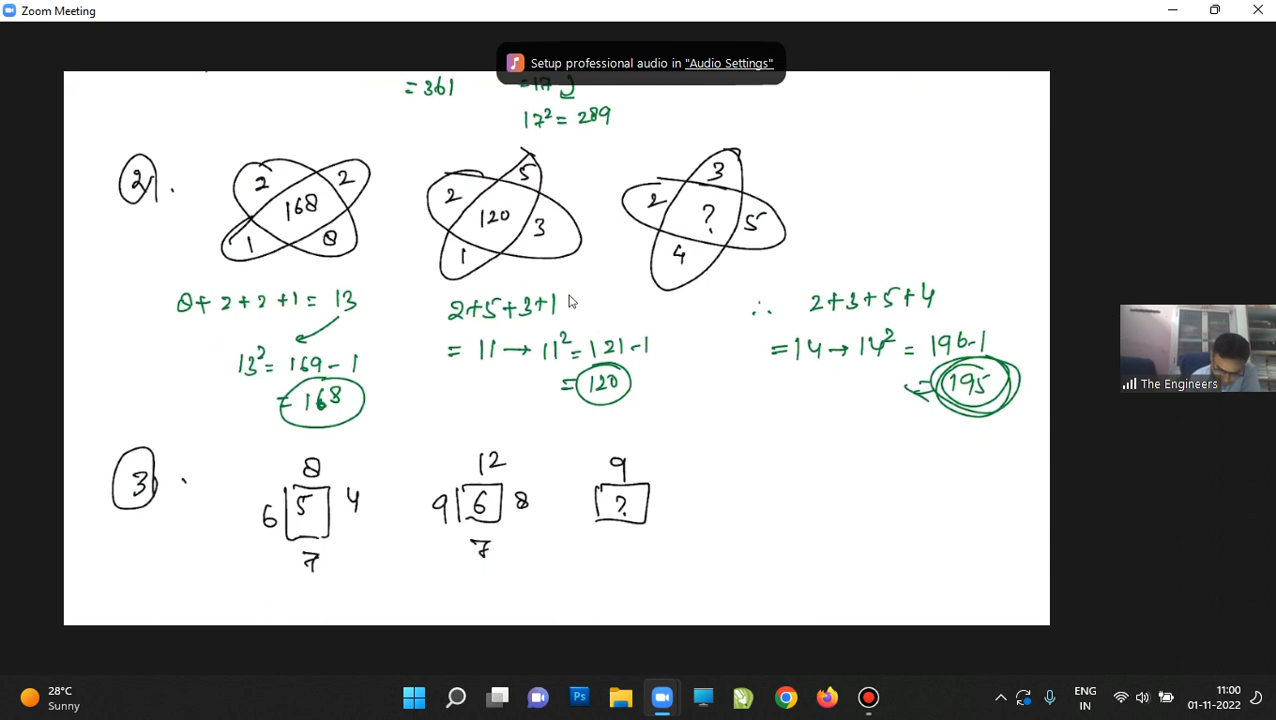 Zoom Meeting
Setup professional audio in "Audio Settings"
= 361 = 17
17² = 289
2.
2 2 168 1 8
2 5 120 3 1
3 2 ? 5 4
8+2+2+1 = 13
2+5+3+1
∴ 2+3+5+4
13² = 169-1
= 11 → 11² = 121-1
= 14 → 14² = 196-1
= 168
= 120
= 195
The Engineers
3.
8
12
9
6 5 4
9 6 8
?
7
7
28°C
Sunny
ENG
IN
11:00
01-11-2022
Ps